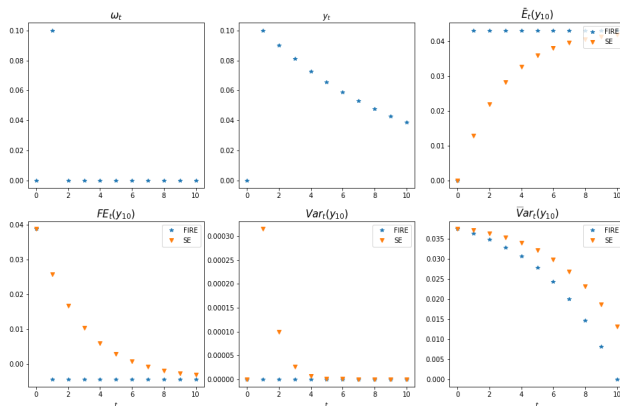 ω_t
y_t
Ē_t(y_10)
0.10
0.08
0.06
0.04
0.02
0.00
0 2 4 6 8 10
0.10
0.08
0.06
0.04
0.02
0.00
0 2 4 6 8 10
FIRE
SE
0.04
0.03
0.02
0.01
0.00
0 2 4 6 8 10
FE_t(y_10)
Var_t(y_10)
V̄ar_t(y_10)
FIRE
SE
0.04
0.03
0.02
0.01
0.00
0 2 4 6 8 10
t
FIRE
SE
0.00030
0.00025
0.00020
0.00015
0.00010
0.00005
0.00000
0 2 4 6 8 10
t
FIRE
SE
0.035
0.030
0.025
0.020
0.015
0.010
0.005
0.000
0 2 4 6 8 10
t